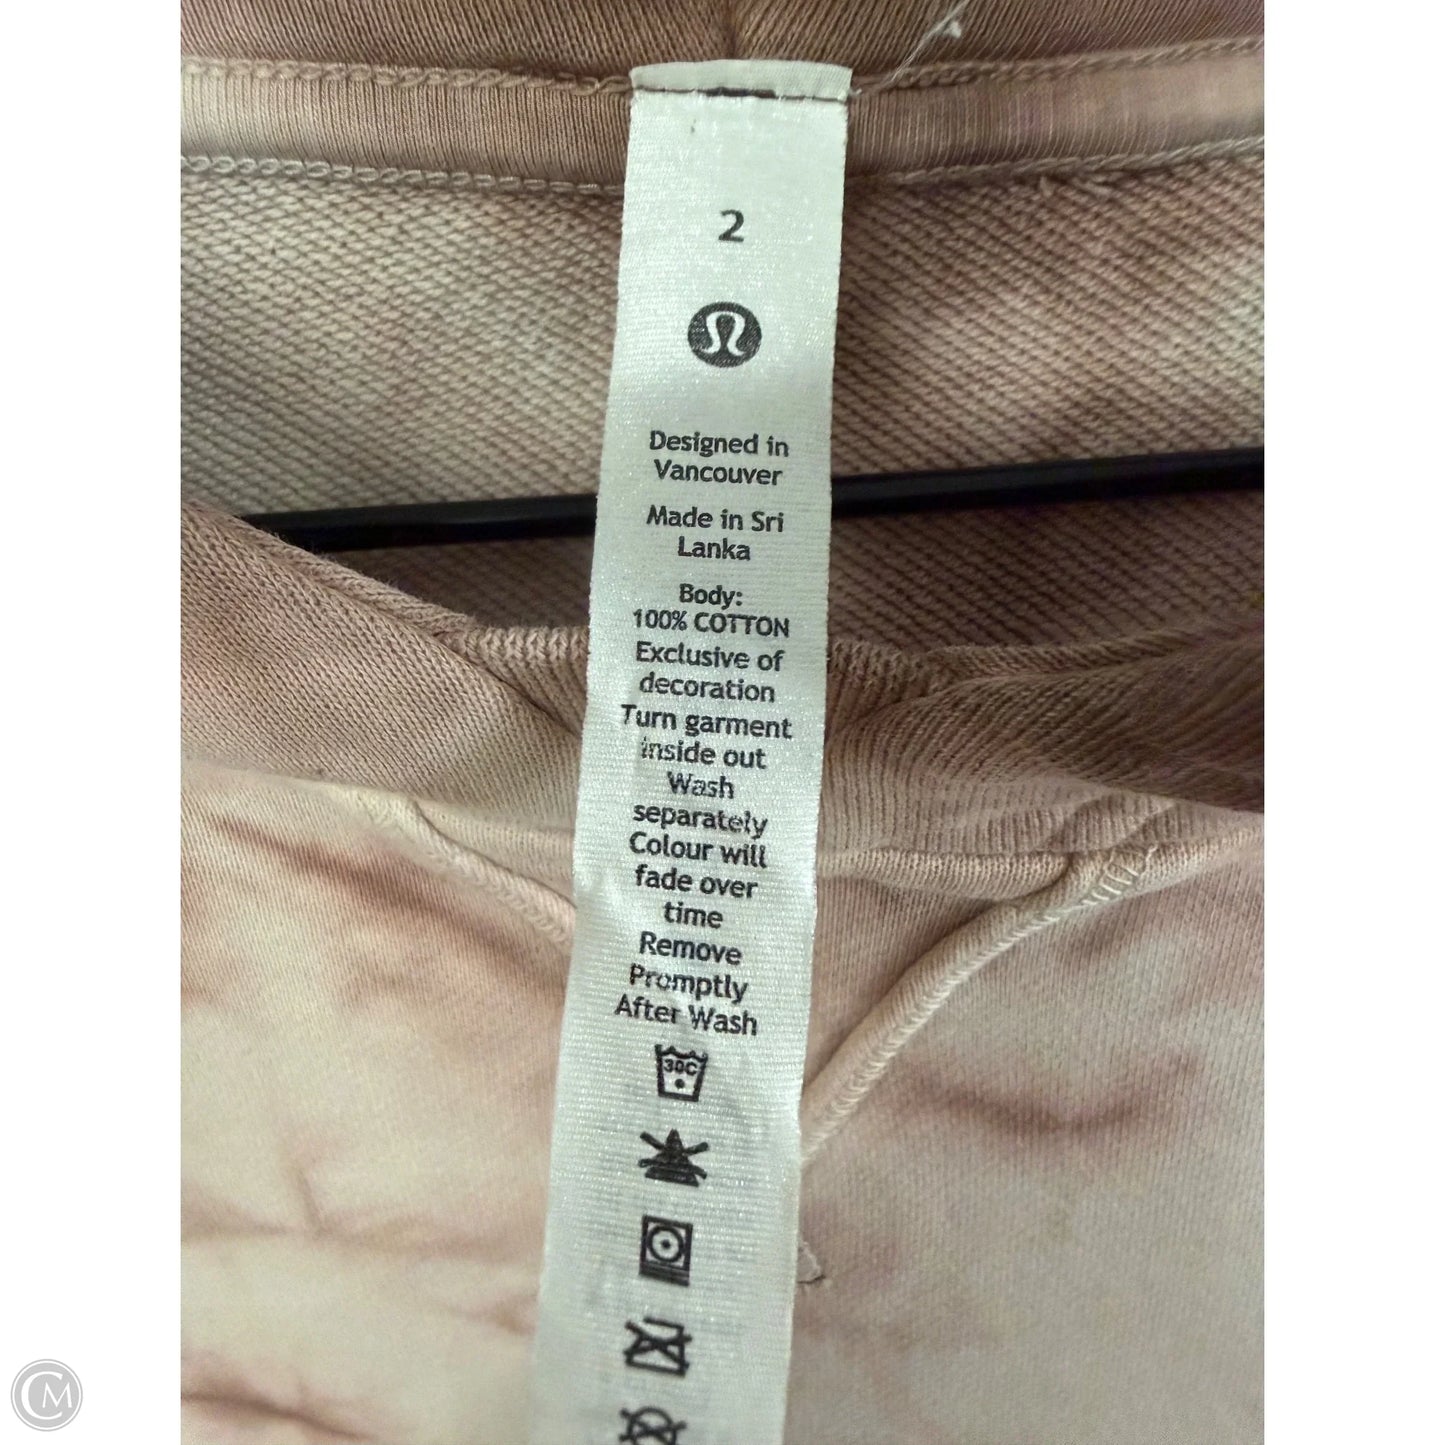 2
Designed in
Vancouver
Made in Sri
Lanka
Body:
100% COTTON
Exclusive of
decoration
Turn garment
inside out
Wash
separately
Colour will
fade over
time
Remove
Promptly
After Wash
30C
CM